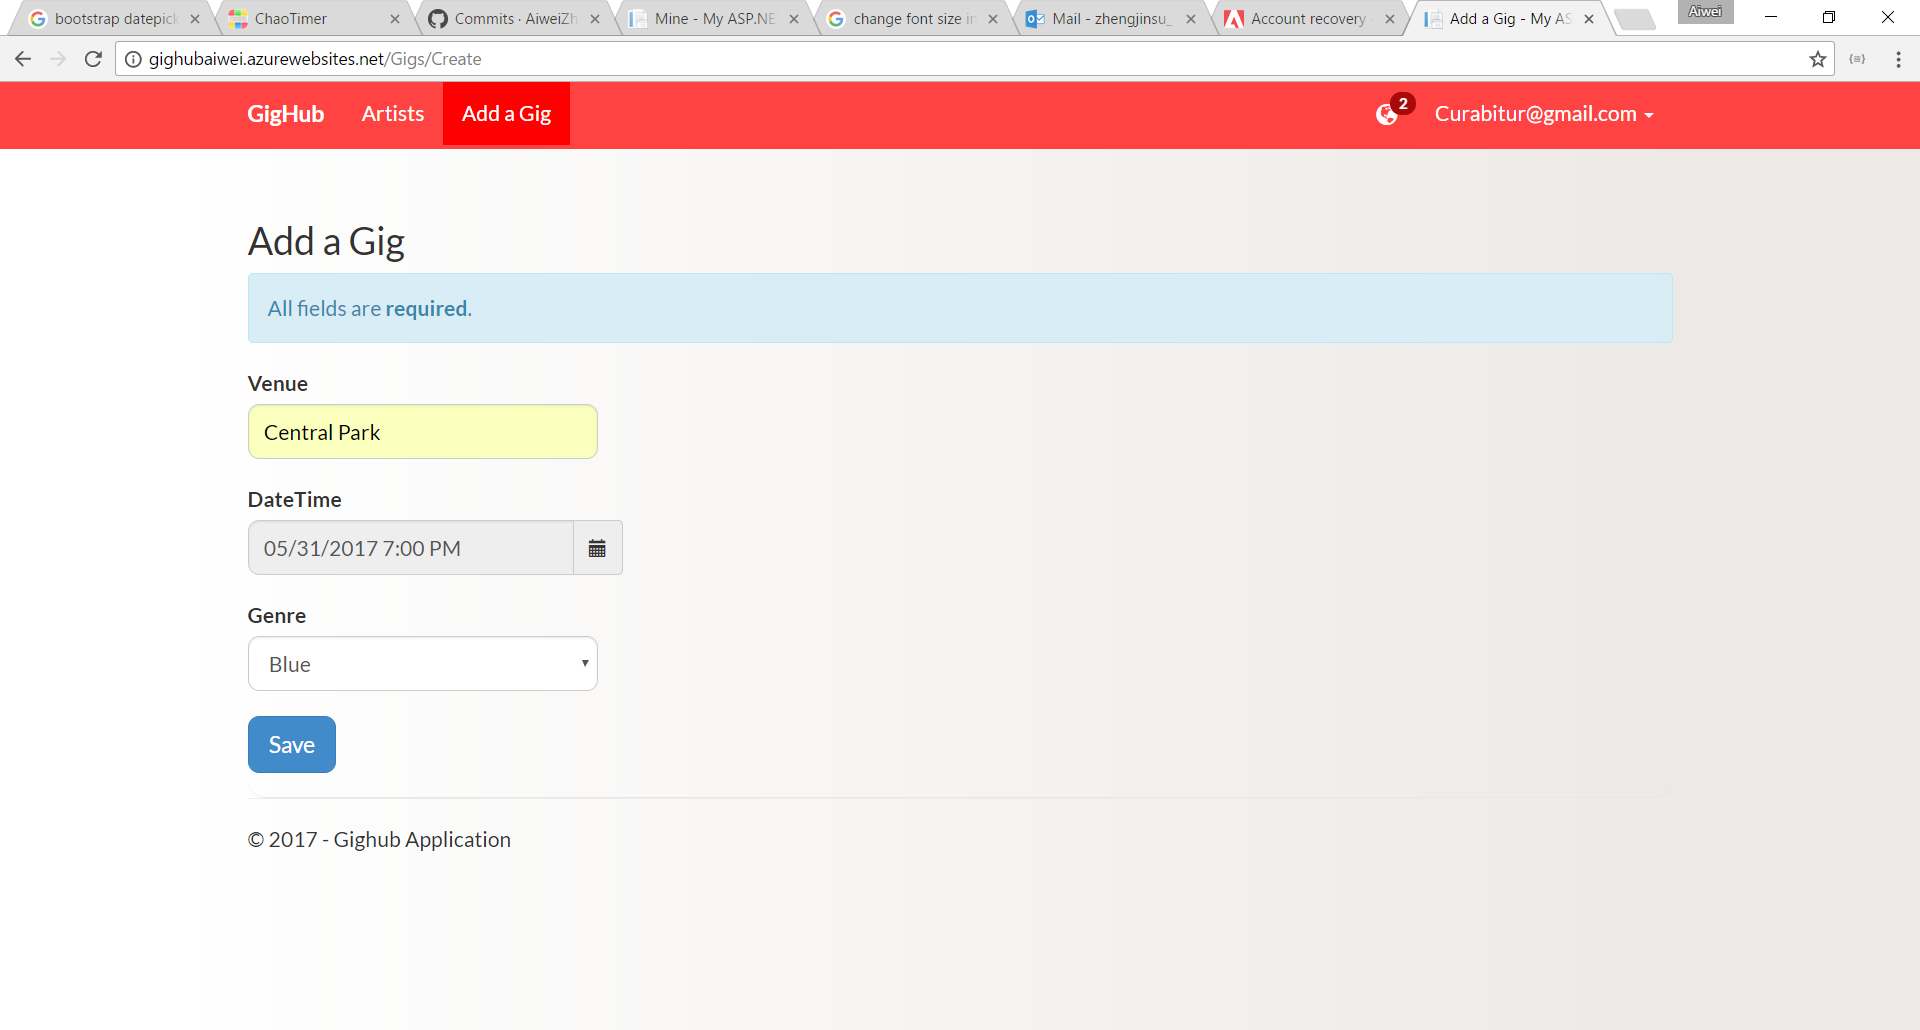 bootstrap datepick
ChaoTimer
Commits · AiweiZh
Mine - My ASP.NE
change font size in
Mail - zhengjinsu_
Account recovery
Add a Gig - My AS
Aiwei
gighubaiwei.azurewebsites.net/Gigs/Create
GigHub Artists Add a Gig 2 Curabitur@gmail.com
Add a Gig
All fields are required.
Venue
Central Park
DateTime
05/31/2017 7:00 PM
Genre
Blue
Save
© 2017 - Gighub Application